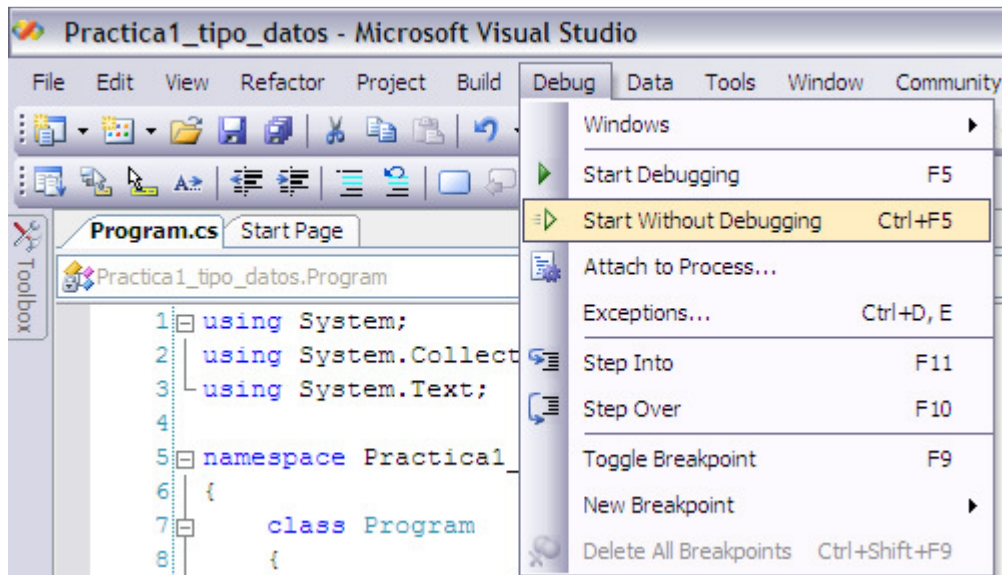 Practica1_tipo_datos - Microsoft Visual Studio
File Edit View Refactor Project Build Debug Data Tools Window Community
Windows
Start Debugging F5
Start Without Debugging Ctrl+F5
Attach to Process...
Exceptions... Ctrl+D, E
Step Into F11
Step Over F10
Toggle Breakpoint F9
New Breakpoint
Delete All Breakpoints Ctrl+Shift+F9
Toolbox
Program.cs Start Page
Practica1_tipo_datos.Program
1 using System;
2 using System.Collect
3 using System.Text;
4
5 namespace Practica1_
6 {
7 class Program
8 {